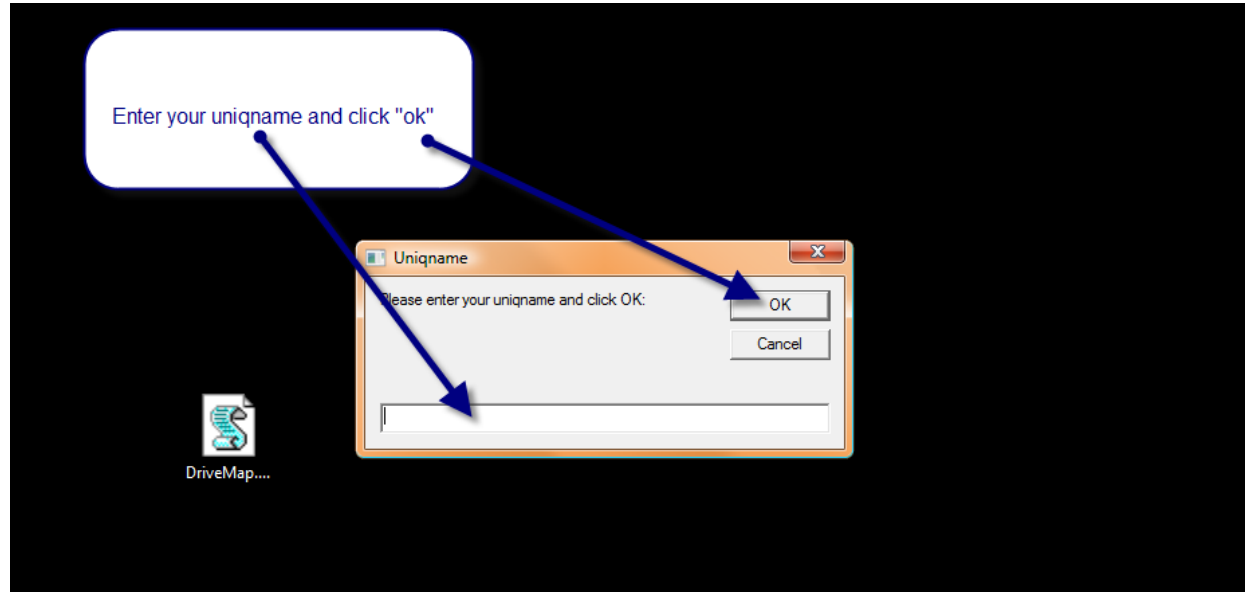 Enter your uniqname and click "ok"
Uniqname
Please enter your uniqname and click OK:
OK
Cancel
DriveMap....